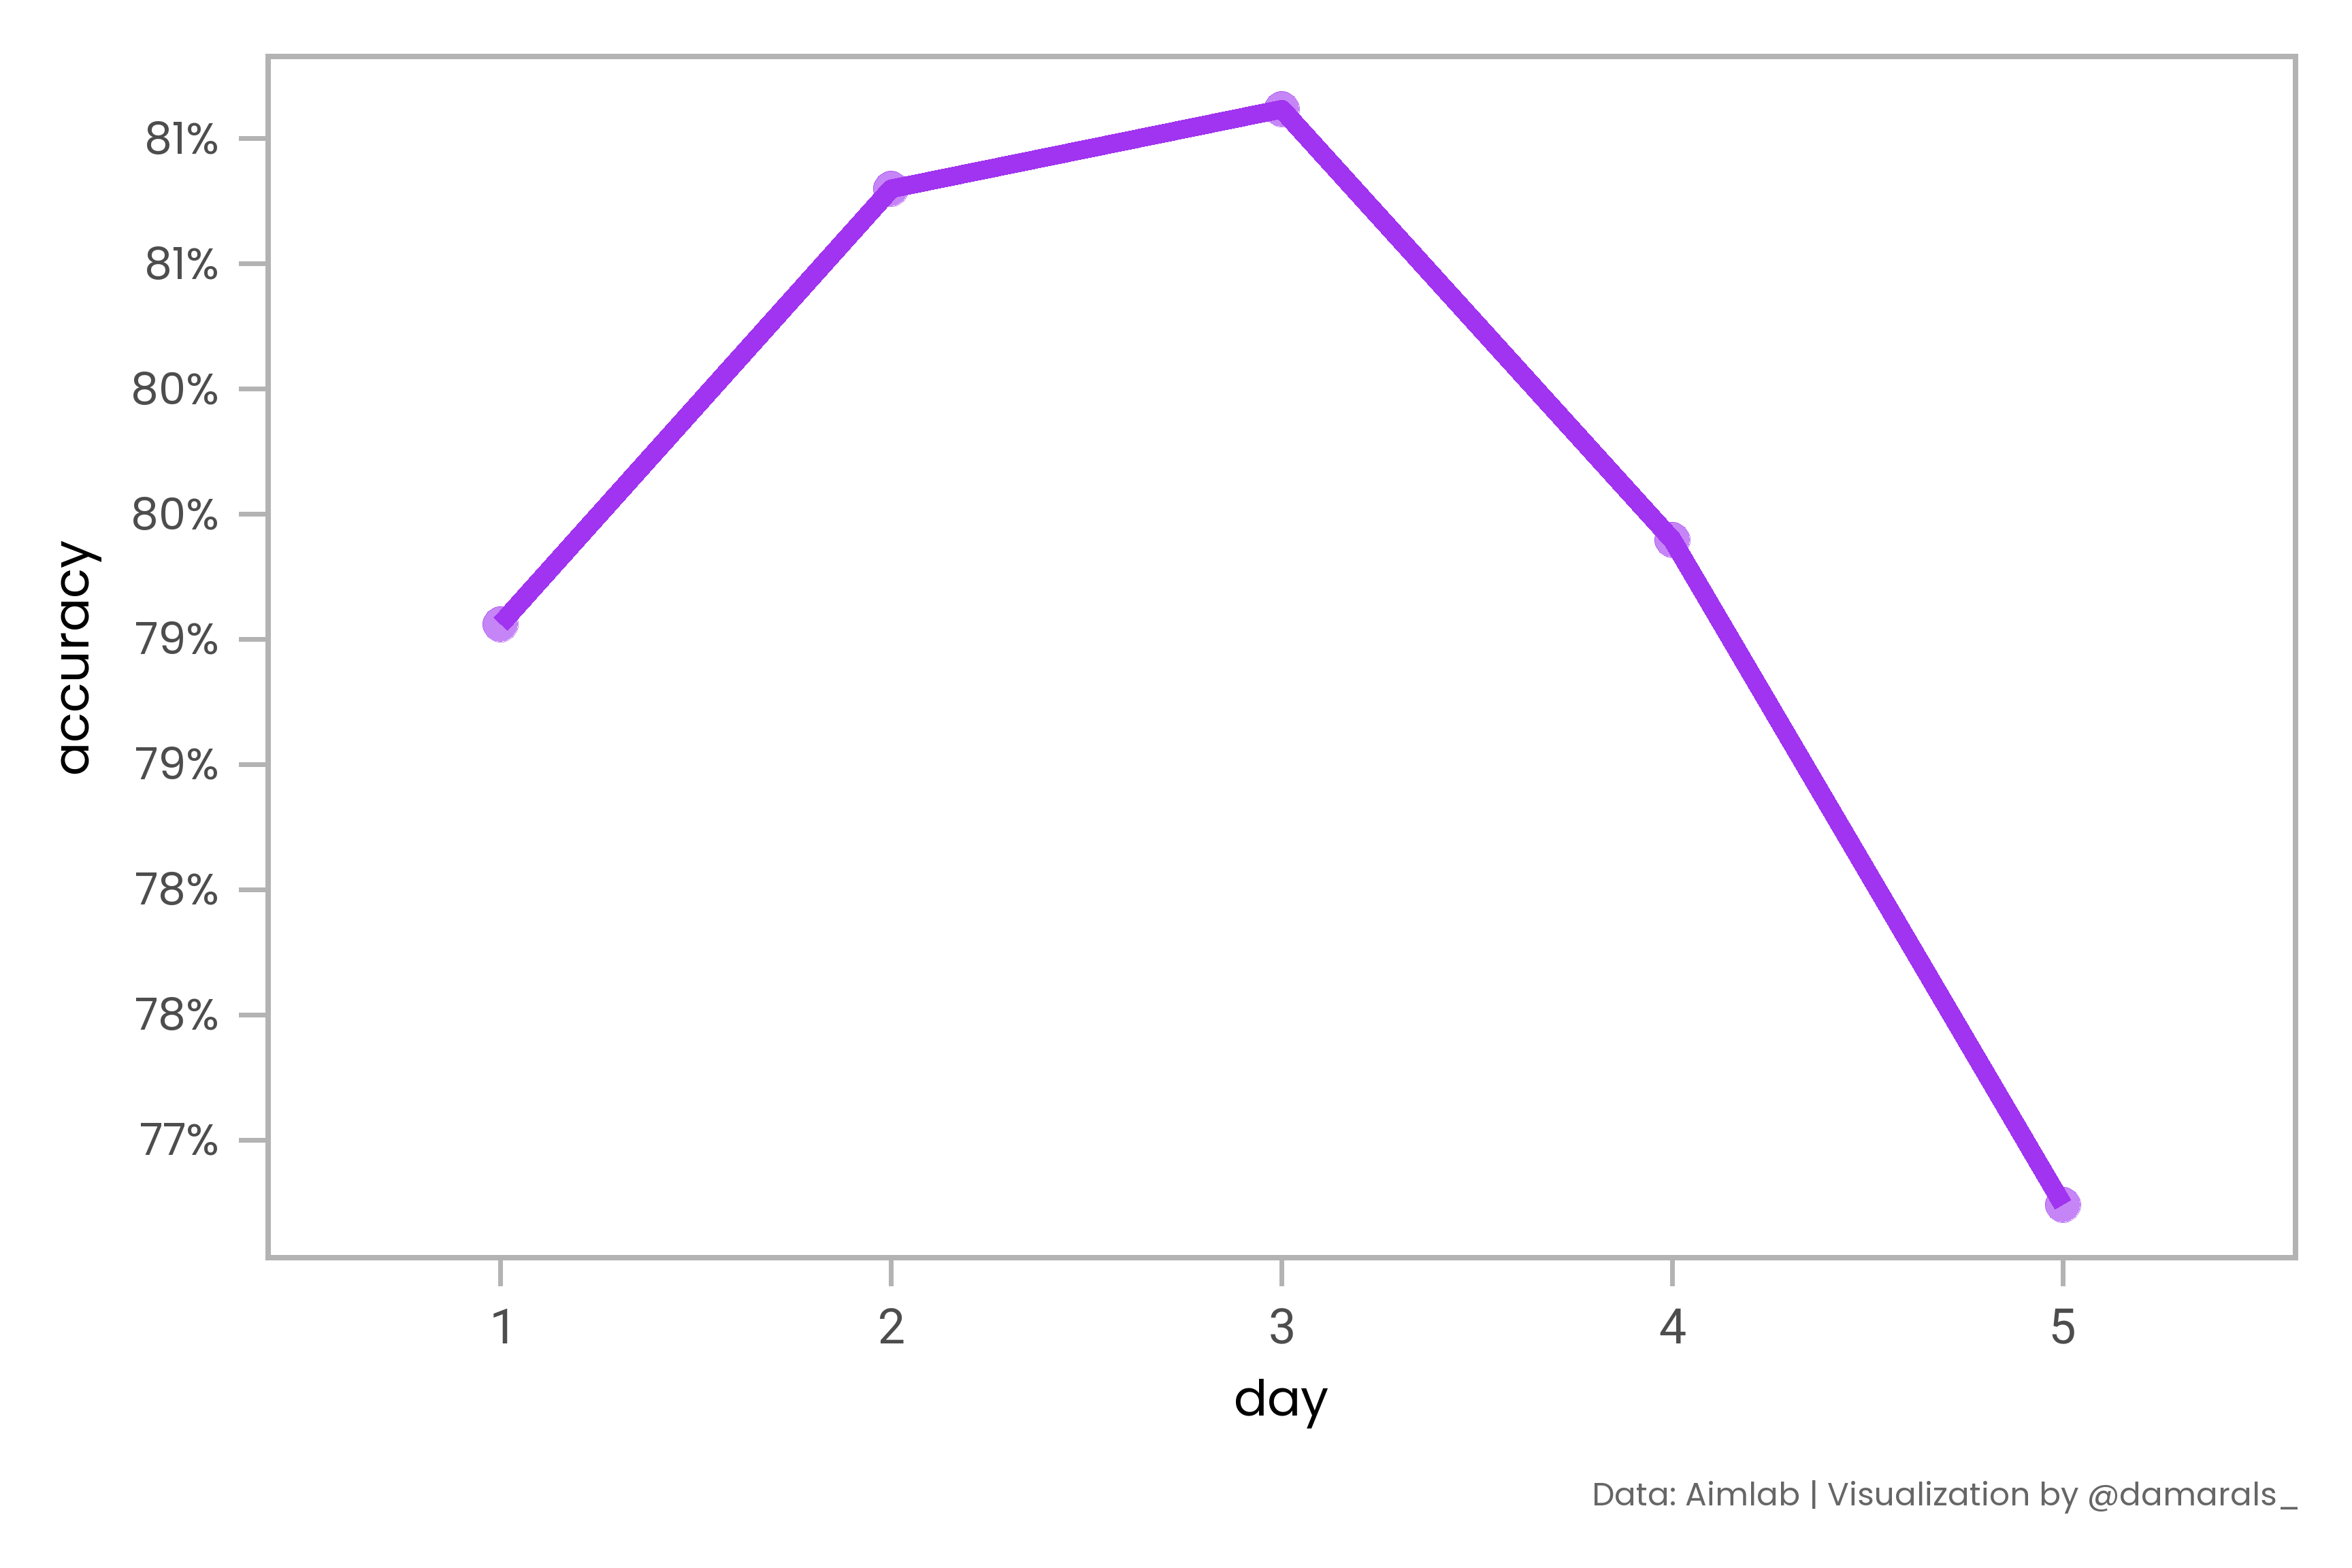 81%
81%
80%
80%
79%
79%
78%
78%
77%
accuracy
1 2 3 4 5
day
Data: Aimlab | Visualization by @damarals_